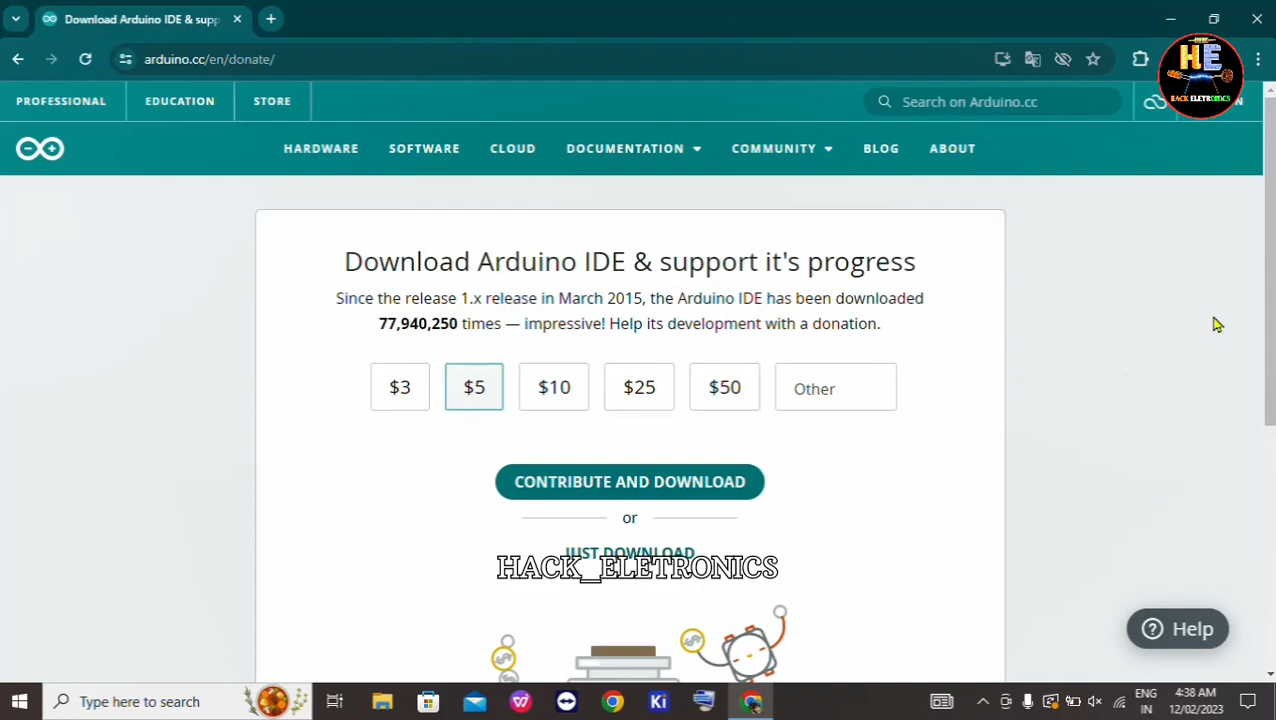 Download Arduino IDE & supp
arduino.cc/en/donate/
HE
HACK ELETRONICS
PROFESSIONAL EDUCATION STORE Search on Arduino.cc
HARDWARE SOFTWARE CLOUD DOCUMENTATION COMMUNITY BLOG ABOUT
Download Arduino IDE & support it's progress
Since the release 1.x release in March 2015, the Arduino IDE has been downloaded
77,940,250 times — impressive! Help its development with a donation.
$3 $5 $10 $25 $50 Other
CONTRIBUTE AND DOWNLOAD
or
JUST DOWNLOAD
HACK_ELETRONICS
Help
Type here to search
ENG
IN
4:38 AM
12/02/2023